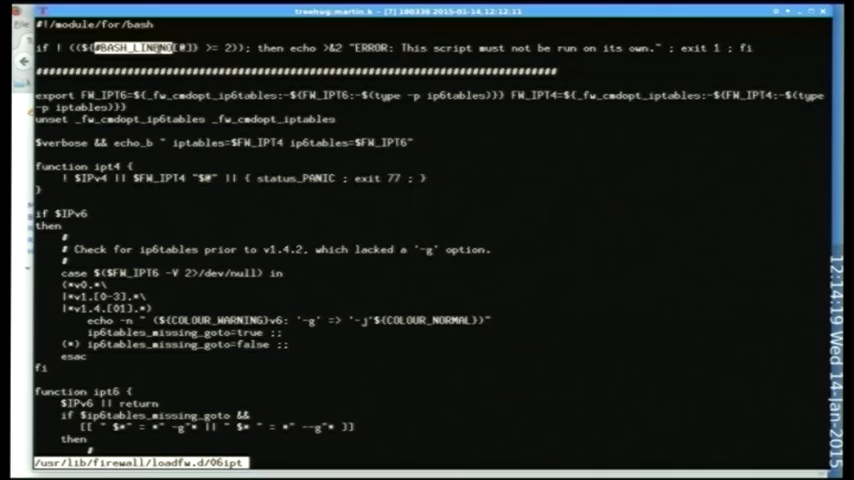 treehug:martin.k - [7] 180339 2015-01-14,12:12:11
#!/module/for/bash
if ! ((${#BASH_LINENO[@]} >= 2)); then echo >&2 "ERROR: This script must not be run on its own." ; exit 1 ; fi
################################################################################
export FW_IPT6=${_fw_cmdopt_ip6tables:-${FW_IPT6:-$(type -p ip6tables)}} FW_IPT4=${_fw_cmdopt_iptables:-${FW_IPT4:-$(type
-p iptables)}}
unset _fw_cmdopt_ip6tables _fw_cmdopt_iptables
$verbose && echo_b " iptables=$FW_IPT4 ip6tables=$FW_IPT6"
function ipt4 {
! $IPv4 || $FW_IPT4 "$@" || { status_PANIC ; exit 77 ; }
}
if $IPv6
then
#
# Check for ip6tables prior to v1.4.2, which lacked a '-g' option.
#
case $($FW_IPT6 -V 2>/dev/null) in
(*v0.*\
|*v1.[0-3].*\
|*v1.4.[01].*)
echo -n " (${COLOUR_WARNING}v6: '-g' => '-j'${COLOUR_NORMAL})"
ip6tables_missing_goto=true ;;
(*) ip6tables_missing_goto=false ;;
esac
fi
function ipt6 {
$IPv6 || return
if $ip6tables_missing_goto &&
[[ " $*" = *" -g"* || " $* " = *" --g"* ]]
then
#
/usr/lib/firewall/loadfw.d/06ipt
12:14:19 Wed 14-Jan-2015